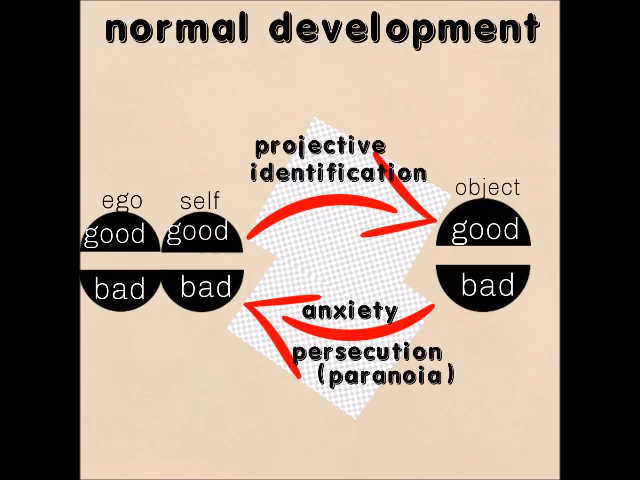 normal development
projective
identification
ego
self
object
good
good
good
bad
bad
bad
anxiety
persecution
(paranoia)